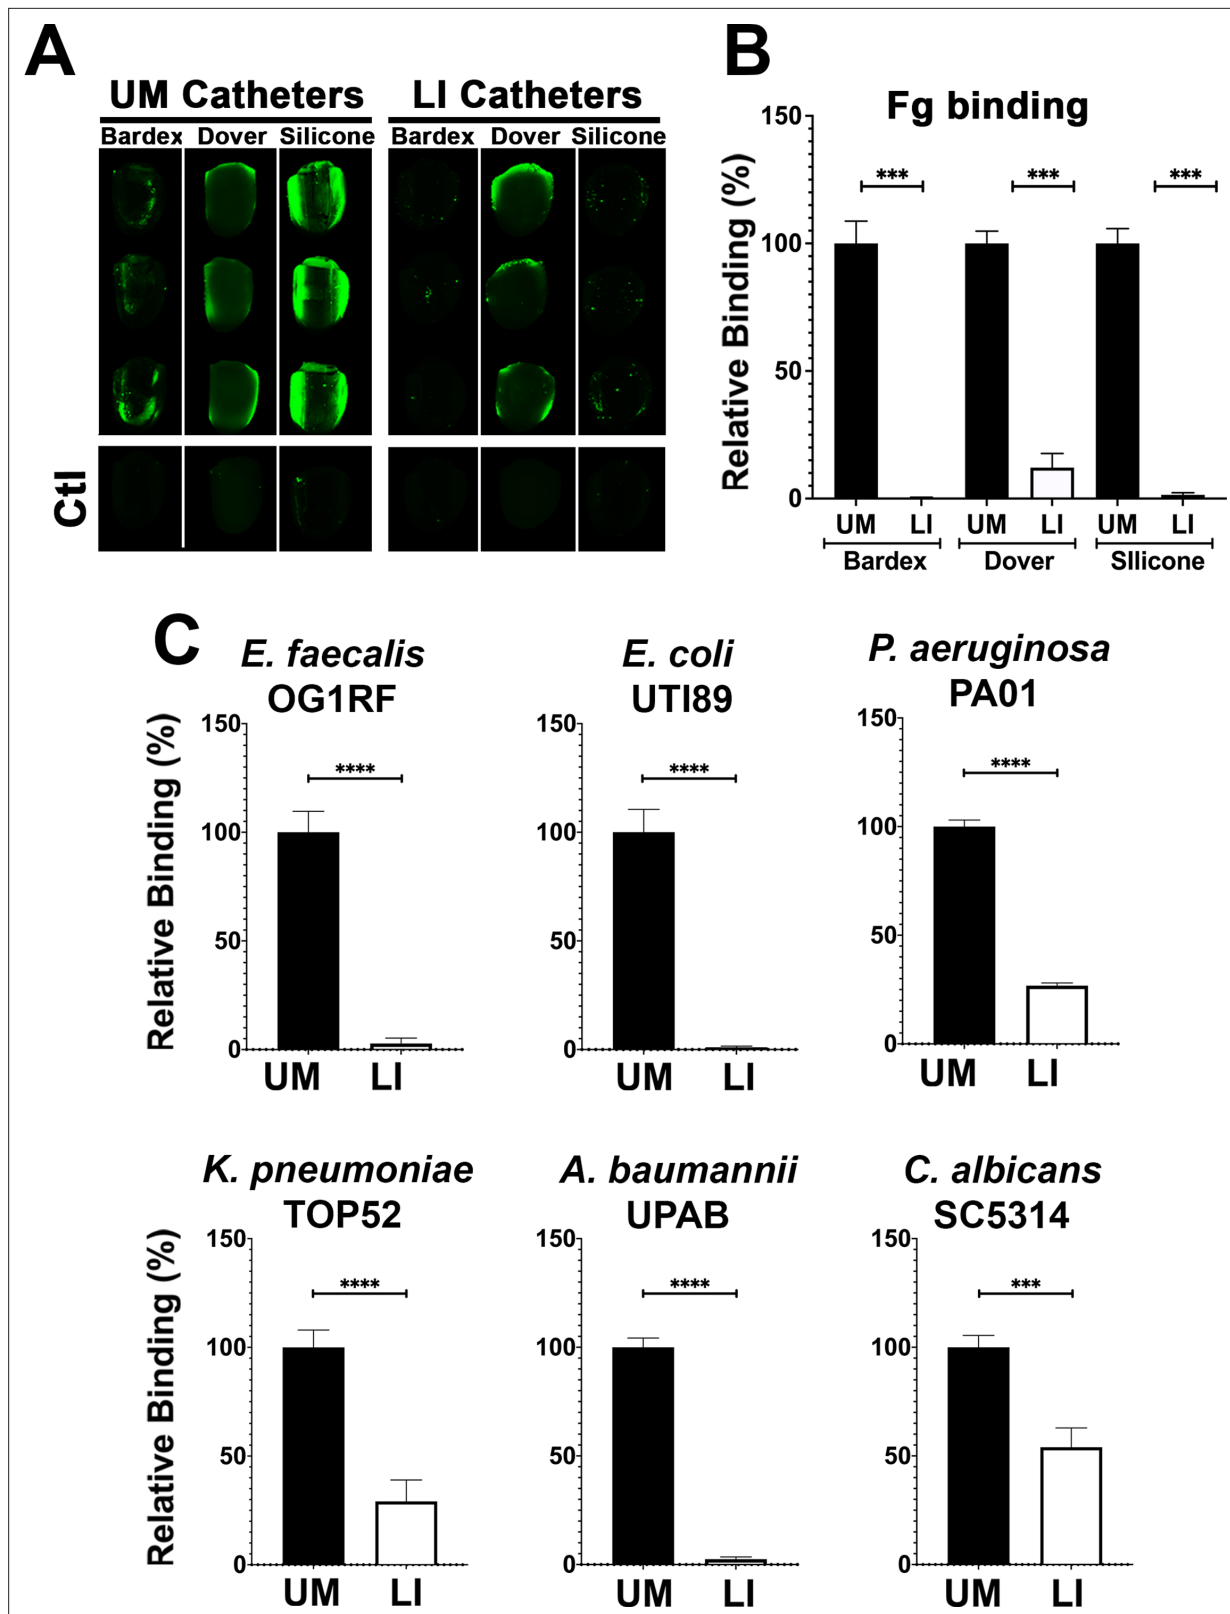 A
UM Catheters LI Catheters
Bardex Dover Silicone Bardex Dover Silicone
Ctl
B
Fg binding
Relative Binding (%)
150
100
50
0
*** *** ***
UM LI UM LI UM LI
Bardex Dover SIlicone
C
E. faecalis
OG1RF
Relative Binding (%)
150
100
50
0
****
UM LI
E. coli
UTI89
150
100
50
0
****
UM LI
P. aeruginosa
PA01
150
100
50
0
****
UM LI
K. pneumoniae
TOP52
Relative Binding (%)
150
100
50
0
****
UM LI
A. baumannii
UPAB
150
100
50
0
****
UM LI
C. albicans
SC5314
150
100
50
0
***
UM LI